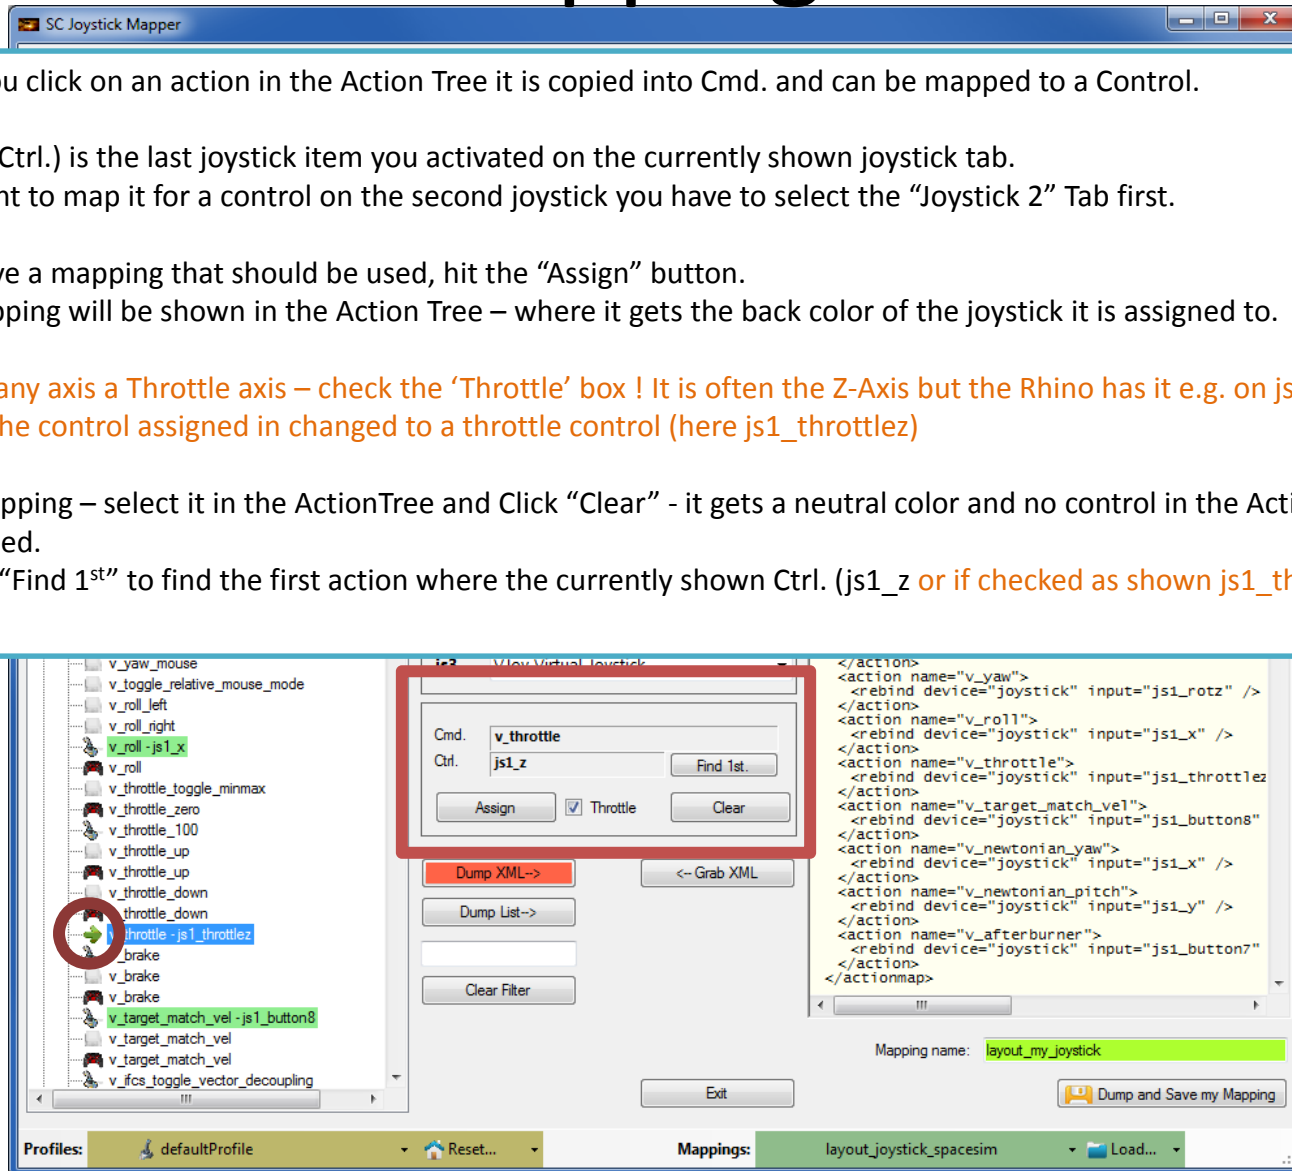 SC Joystick Mapper
u click on an action in the Action Tree it is copied into Cmd. and can be mapped to a Control.
Ctrl.) is the last joystick item you activated on the currently shown joystick tab.
nt to map it for a control on the second joystick you have to select the “Joystick 2” Tab first.
ve a mapping that should be used, hit the “Assign” button.
pping will be shown in the Action Tree – where it gets the back color of the joystick it is assigned to.
any axis a Throttle axis – check the ‘Throttle’ box ! It is often the Z-Axis but the Rhino has it e.g. on js
he control assigned in changed to a throttle control (here js1_throttlez)
pping – select it in the ActionTree and Click “Clear” - it gets a neutral color and no control in the Acti
ed.
“Find 1st” to find the first action where the currently shown Ctrl. (js1_z or if checked as shown js1_th
v_yaw_mouse
v_toggle_relative_mouse_mode
v_roll_left
v_roll_right
v_roll - js1_x
v_roll
v_throttle_toggle_minmax
v_throttle_zero
v_throttle_100
v_throttle_up
v_throttle_up
v_throttle_down
v_throttle_down
v_throttle - js1_throttlez
v_brake
v_brake
v_brake
v_target_match_vel - js1_button8
v_target_match_vel
v_target_match_vel
v_ifcs_toggle_vector_decoupling
js3 VJoy Virtual Joystick
Cmd. v_throttle
Ctrl. js1_z Find 1st.
Assign Throttle Clear
Dump XML--> <-- Grab XML
Dump List-->
Clear Filter
Exit
</action>
<action name="v_yaw">
<rebind device="joystick" input="js1_rotz" />
</action>
<action name="v_roll">
<rebind device="joystick" input="js1_x" />
</action>
<action name="v_throttle">
<rebind device="joystick" input="js1_throttlez
</action>
<action name="v_target_match_vel">
<rebind device="joystick" input="js1_button8"
</action>
<action name="v_newtonian_yaw">
<rebind device="joystick" input="js1_x" />
</action>
<action name="v_newtonian_pitch">
<rebind device="joystick" input="js1_y" />
</action>
<action name="v_afterburner">
<rebind device="joystick" input="js1_button7"
</action>
</actionmap>
Mapping name: layout_my_joystick
Dump and Save my Mapping
Profiles: defaultProfile Reset... Mappings: layout_joystick_spacesim Load...